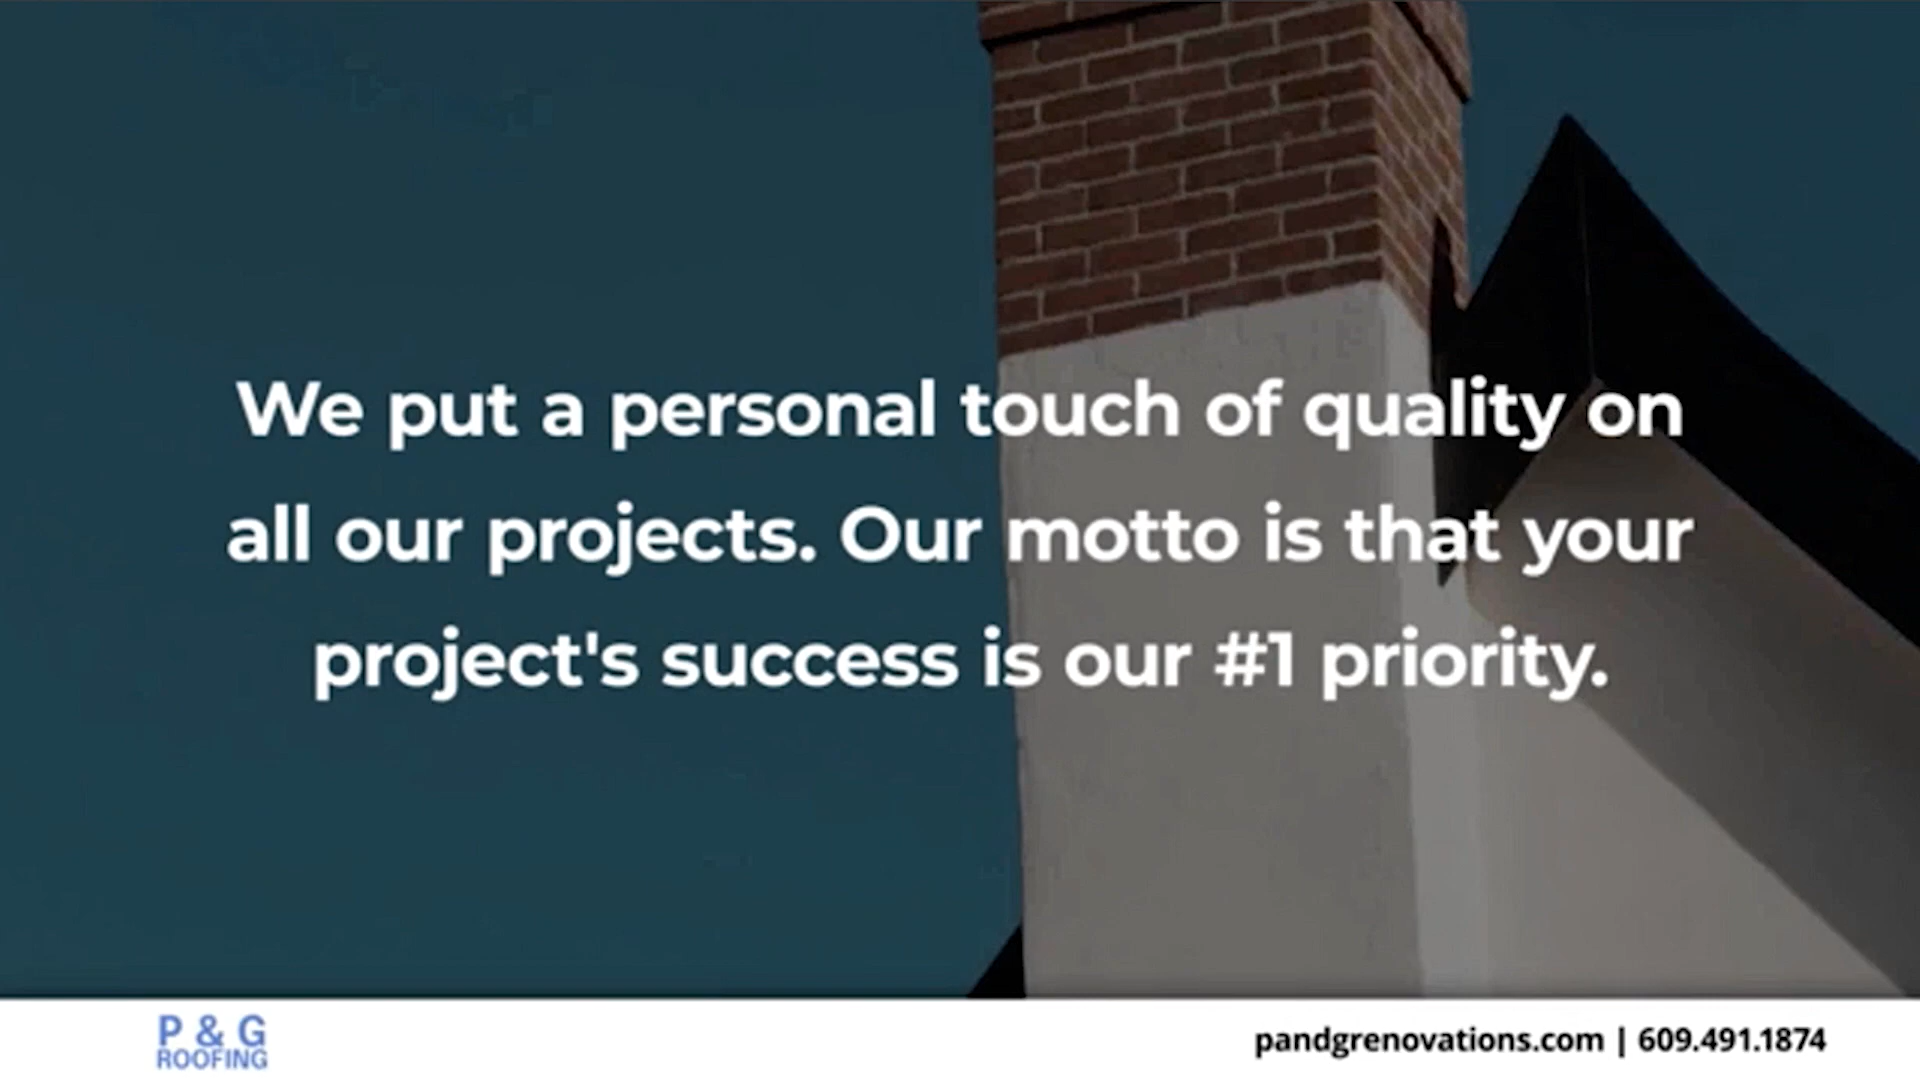 We put a personal touch of quality on
all our projects. Our motto is that your
project's success is our #1 priority.
P & G
ROOFING
pandgrenovations.com | 609.491.1874